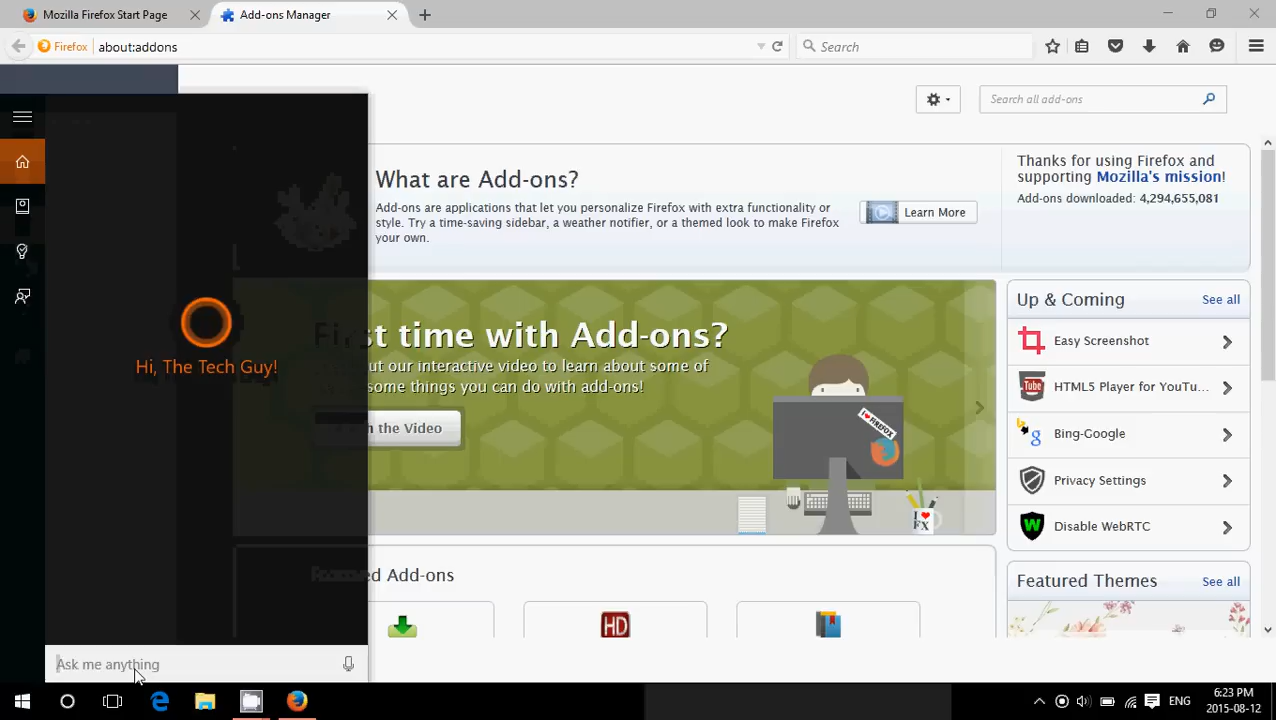 Mozilla Firefox Start Page
Add-ons Manager
Firefox
about:addons
Search
Search all add-ons
What are Add-ons?
Add-ons are applications that let you personalize Firefox with extra functionality or
style. Try a time-saving sidebar, a weather notifier, or a themed look to make Firefox
your own.
Learn More
Thanks for using Firefox and
supporting Mozilla's mission!
Add-ons downloaded: 4,294,655,081
Hi, The Tech Guy!
First time with Add-ons?
out our interactive video to learn about some of
some things you can do with add-ons!
the Video
I ♥ FIREFOX
I ♥ FX
Up & Coming
See all
Easy Screenshot
HTML5 Player for YouTu...
Bing-Google
Privacy Settings
Disable WebRTC
Add-ons
HD
Featured Themes
See all
Ask me anything
ENG
6:23 PM
2015-08-12